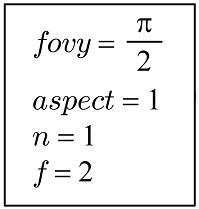 fovy = π/2
aspect = 1
n = 1
f = 2